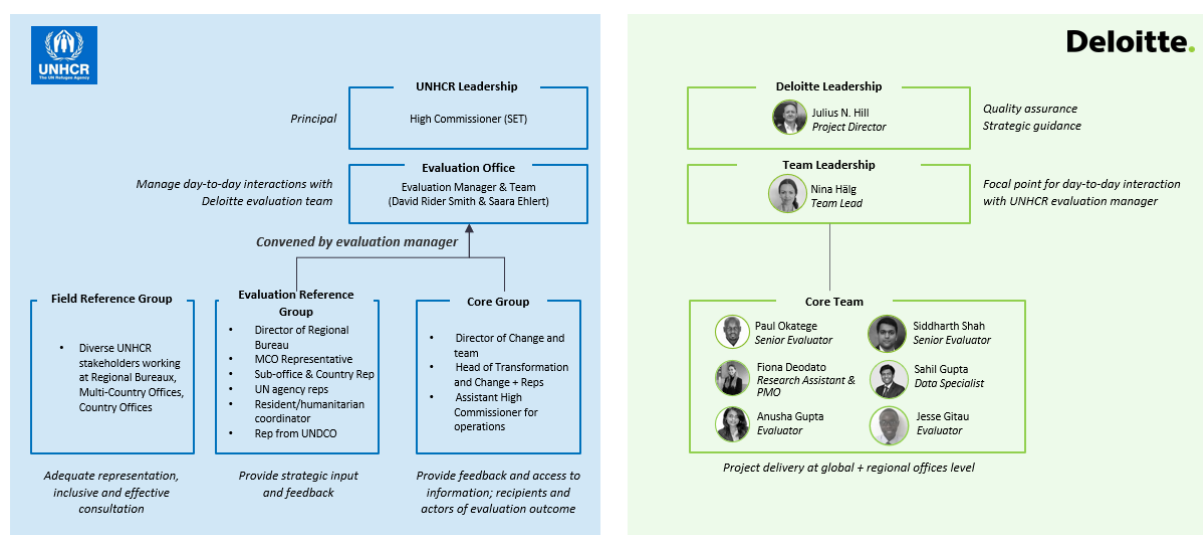 UNHCR
The UN Refugee Agency
UNHCR Leadership
Principal
High Commissioner (SET)
Evaluation Office
Manage day-to-day interactions with
Deloitte evaluation team
Evaluation Manager & Team
(David Rider Smith & Saara Ehlert)
Convened by evaluation manager
Field Reference Group
• Diverse UNHCR
stakeholders working
at Regional Bureaux,
Multi-Country Offices,
Country Offices
Adequate representation,
inclusive and effective
consultation
Evaluation Reference
Group
• Director of Regional
Bureau
• MCO Representative
• Sub-office & Country Rep
• UN agency reps
• Resident/humanitarian
coordinator
• Rep from UNDCO
Provide strategic input
and feedback
Core Group
• Director of Change and
team
• Head of Transformation
and Change + Reps
• Assistant High
Commissioner for
operations
Provide feedback and access to
information; recipients and
actors of evaluation outcome
Deloitte.
Deloitte Leadership
Julius N. Hill
Project Director
Quality assurance
Strategic guidance
Team Leadership
Nina Hälg
Team Lead
Focal point for day-to-day interaction
with UNHCR evaluation manager
Core Team
Paul Okatege
Senior Evaluator
Siddharth Shah
Senior Evaluator
Fiona Deodato
Research Assistant &
PMO
Sahil Gupta
Data Specialist
Anusha Gupta
Evaluator
Jesse Gitau
Evaluator
Project delivery at global + regional offices level